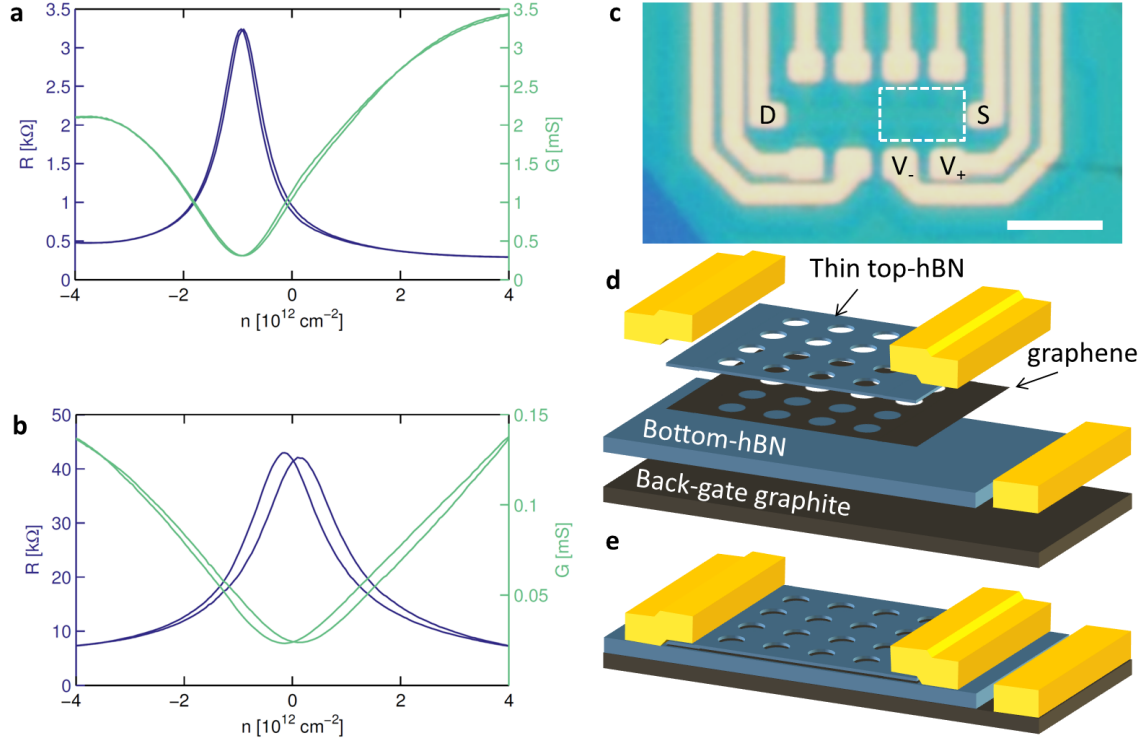 a
3.5
3
2.5
2
1.5
1
0.5
0
R [kΩ]
3.5
3
2.5
2
1.5
1
0.5
0
G [mS]
−4
−2
0
2
4
n [10¹² cm⁻²]
b
50
40
30
20
10
0
R [kΩ]
0.15
0.1
0.05
0
G [mS]
−4
−2
0
2
4
n [10¹² cm⁻²]
c
D
S
V₋
V₊
d
Thin top-hBN
graphene
Bottom-hBN
Back-gate graphite
e